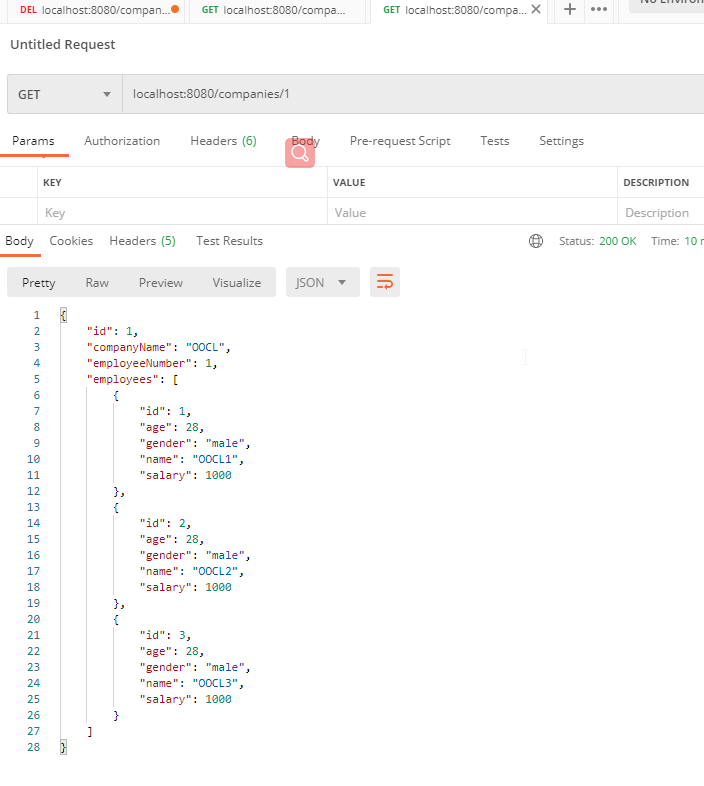 DEL localhost:8080/compan...
GET localhost:8080/compa...
GET localhost:8080/compa...
Untitled Request
GET localhost:8080/companies/1
Params Authorization Headers (6) Body Pre-request Script Tests Settings
KEY VALUE DESCRIPTION
Key Value Description
Body Cookies Headers (5) Test Results Status: 200 OK Time: 10
Pretty Raw Preview Visualize JSON
1 {
2 "id": 1,
3 "companyName": "OOCL",
4 "employeeNumber": 1,
5 "employees": [
6 {
7 "id": 1,
8 "age": 28,
9 "gender": "male",
10 "name": "OOCL1",
11 "salary": 1000
12 },
13 {
14 "id": 2,
15 "age": 28,
16 "gender": "male",
17 "name": "OOCL2",
18 "salary": 1000
19 },
20 {
21 "id": 3,
22 "age": 28,
23 "gender": "male",
24 "name": "OOCL3",
25 "salary": 1000
26 }
27 ]
28 }